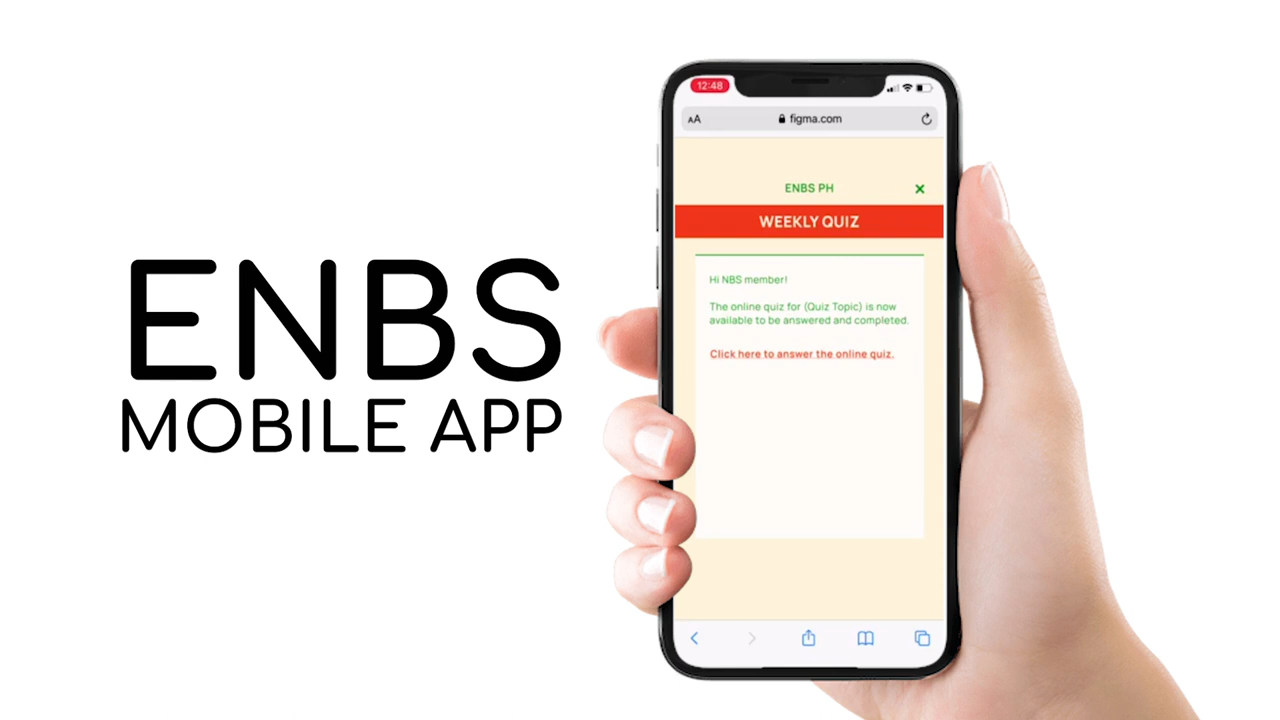 ENBS
MOBILE APP
12:48
AA
figma.com
ENBS PH
WEEKLY QUIZ
Hi NBS member!
The online quiz for (Quiz Topic) is now
available to be answered and completed.
Click here to answer the online quiz.